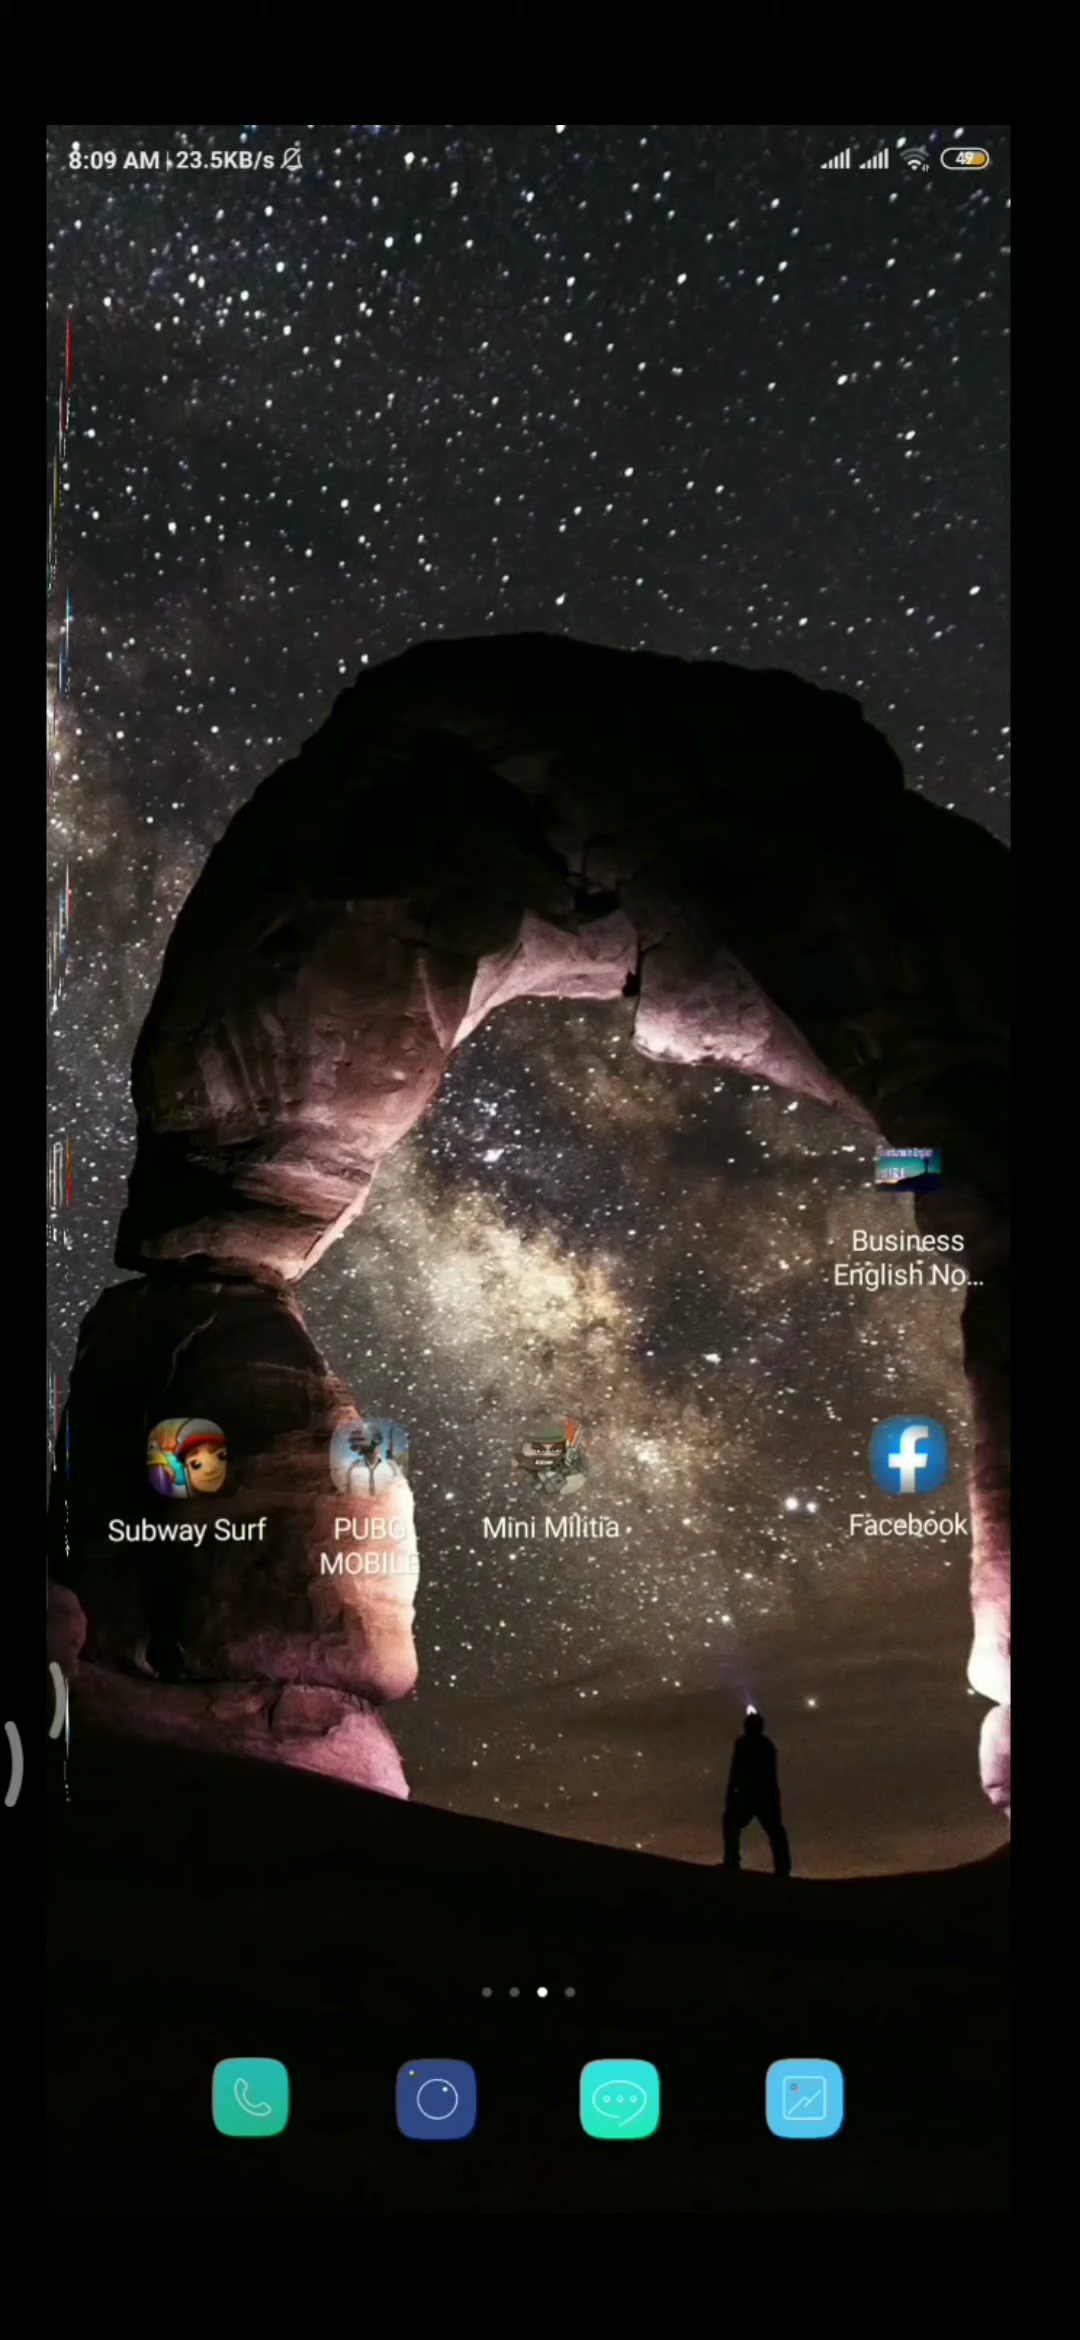 8:09 AM | 23.5KB/s
49
Business
English No...
Subway Surf
PUBG
MOBILE
Mini Militia
Facebook